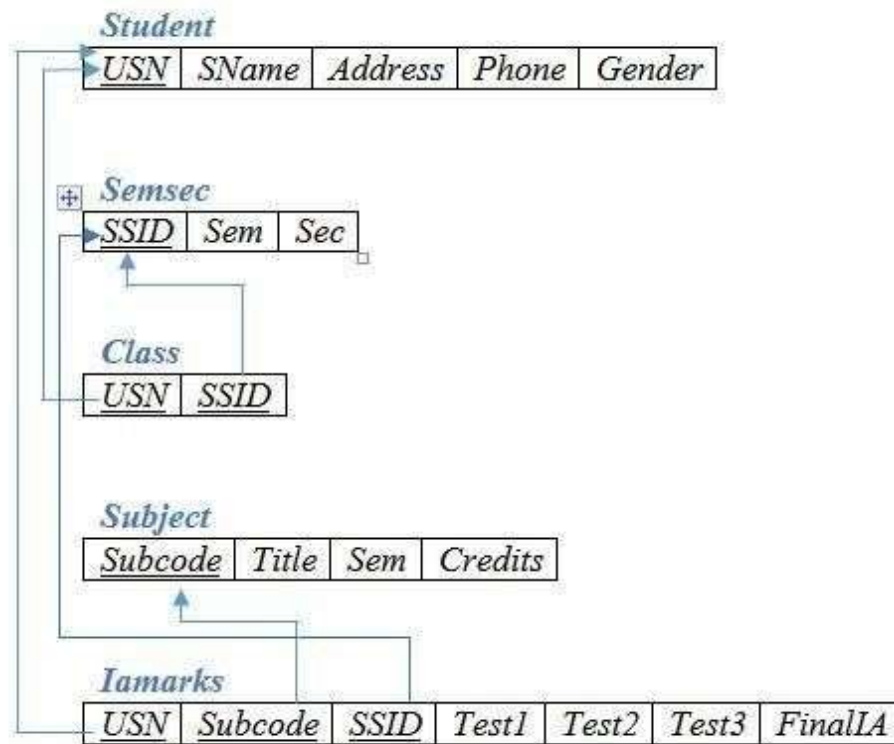 Student
USN SName Address Phone Gender
Semsec
SSID Sem Sec
Class
USN SSID
Subject
Subcode Title Sem Credits
Iamarks
USN Subcode SSID Test1 Test2 Test3 FinalIA